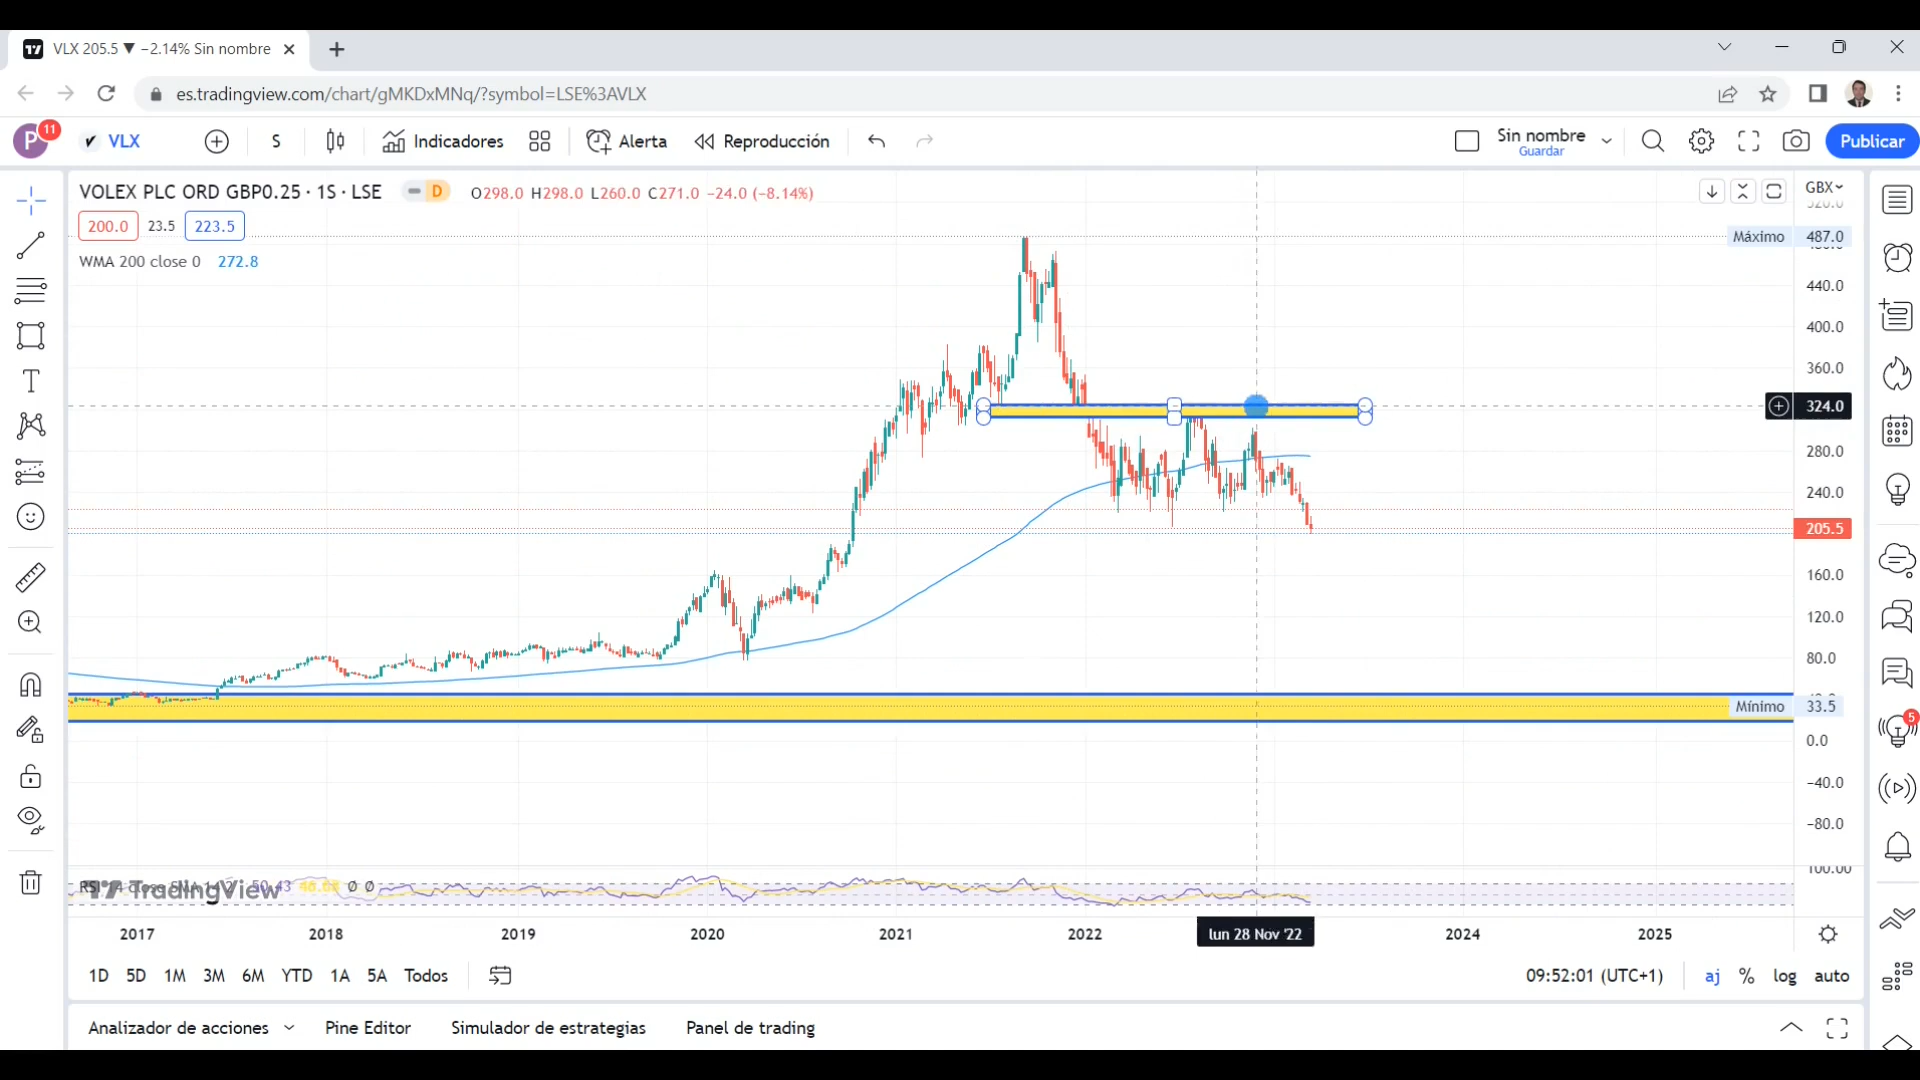 VLX 205.5 ▼ −2.14% Sin nombre
es.tradingview.com/chart/gMKDxMNq/?symbol=LSE%3AVLX
P 11 VLX S Indicadores Alerta Reproducción Sin nombre Guardar Publicar
VOLEX PLC ORD GBP0.25 · 1S · LSE D O298.0 H298.0 L260.0 C271.0 −24.0 (−8.14%) GBX
200.0 23.5 223.5
WMA 200 close 0 272.8
520.0
Máximo 487.0
440.0
400.0
360.0
324.0
280.0
240.0
205.5
160.0
120.0
80.0
Mínimo 33.5
0.0
−40.0
−80.0
100.00
TradingView
2017 2018 2019 2020 2021 2022 lun 28 Nov '22 2024 2025
1D 5D 1M 3M 6M YTD 1A 5A Todos 09:52:01 (UTC+1) aj % log auto
Analizador de acciones Pine Editor Simulador de estrategias Panel de trading
5